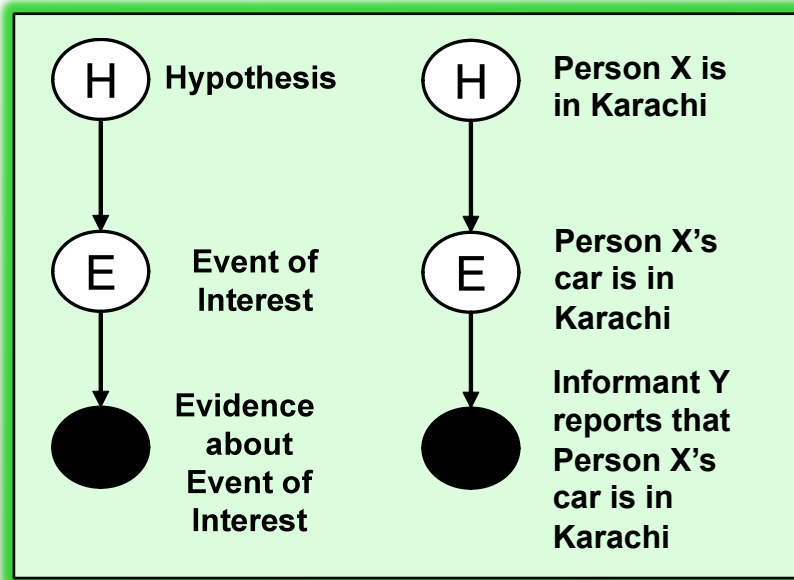 H
Hypothesis
E
Event of
Interest
Evidence
about
Event of
Interest
H
Person X is
in Karachi
E
Person X's
car is in
Karachi
Informant Y
reports that
Person X's
car is in
Karachi